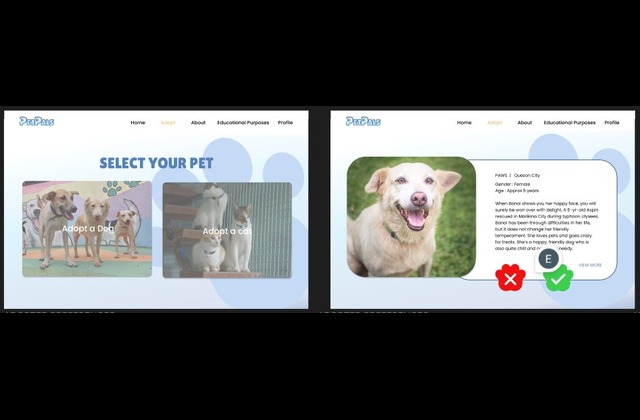 PETPALS
Home Adopt About Educational Purposes Profile
SELECT YOUR PET
Adopt a Dog
Adopt a cat
PETPALS
Home Adopt About Educational Purposes Profile
PAWS | Quezon City
Gender : Female
Age : Approx 5 years
When Banoi shows you her happy face, you will
surely be won over with delight. A 5-yr-old Aspin
rescued in Marikina City during typhoon Ulysses,
Banoi has been through difficulties in her life,
but it does not change her friendly
temperament. She loves pets and goes crazy
for treats. She's a happy, friendly dog who is
also quite chill and needy.
E
VIEW MORE